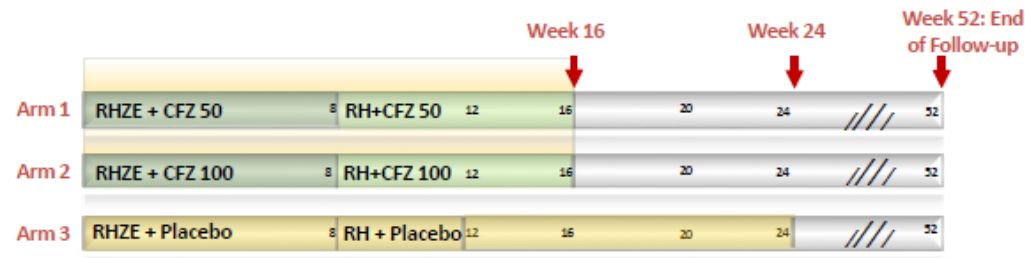 Week 16
Week 24
Week 52: End
of Follow-up
Arm 1 RHZE + CFZ 50 8 RH+CFZ 50 12 16 20 24 52
Arm 2 RHZE + CFZ 100 8 RH+CFZ 100 12 16 20 24 52
Arm 3 RHZE + Placebo 8 RH + Placebo 12 16 20 24 52